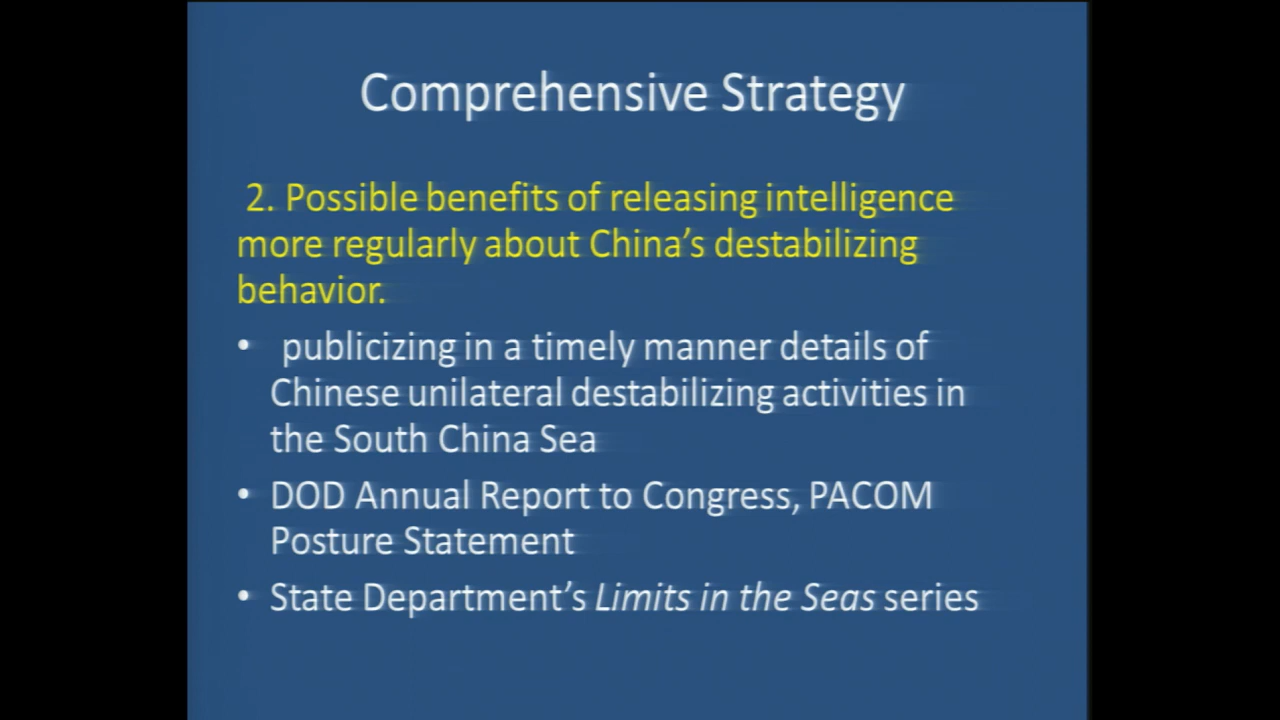 Comprehensive Strategy
2. Possible benefits of releasing intelligence
more regularly about China’s destabilizing
behavior.
• publicizing in a timely manner details of
Chinese unilateral destabilizing activities in
the South China Sea
• DOD Annual Report to Congress, PACOM
Posture Statement
• State Department’s Limits in the Seas series